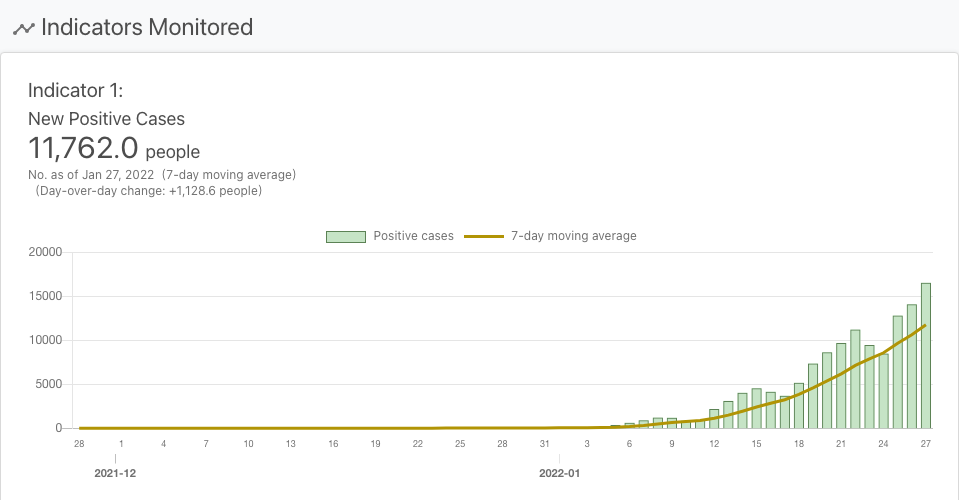 Indicators Monitored
Indicator 1:
New Positive Cases
11,762.0 people
No. as of Jan 27, 2022 (7-day moving average)
(Day-over-day change: +1,128.6 people)
Positive cases 7-day moving average
20000
15000
10000
5000
0
28 1 4 7 10 13 16 19 22 25 28 31 3 6 9 12 15 18 21 24 27
2021-12 2022-01